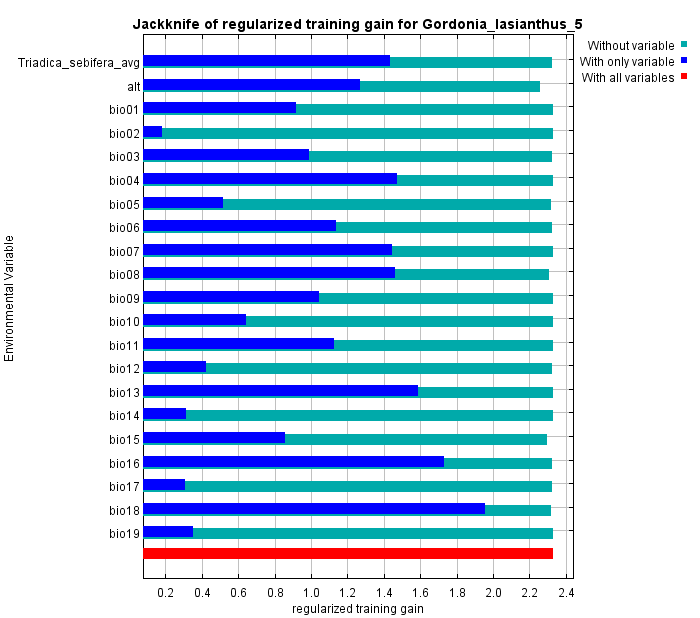 Jackknife of regularized training gain for Gordonia_lasianthus_5
Without variable
With only variable
With all variables
Environmental Variable
Triadica_sebifera_avg
alt
bio01
bio02
bio03
bio04
bio05
bio06
bio07
bio08
bio09
bio10
bio11
bio12
bio13
bio14
bio15
bio16
bio17
bio18
bio19
0.2 0.4 0.6 0.8 1.0 1.2 1.4 1.6 1.8 2.0 2.2 2.4
regularized training gain